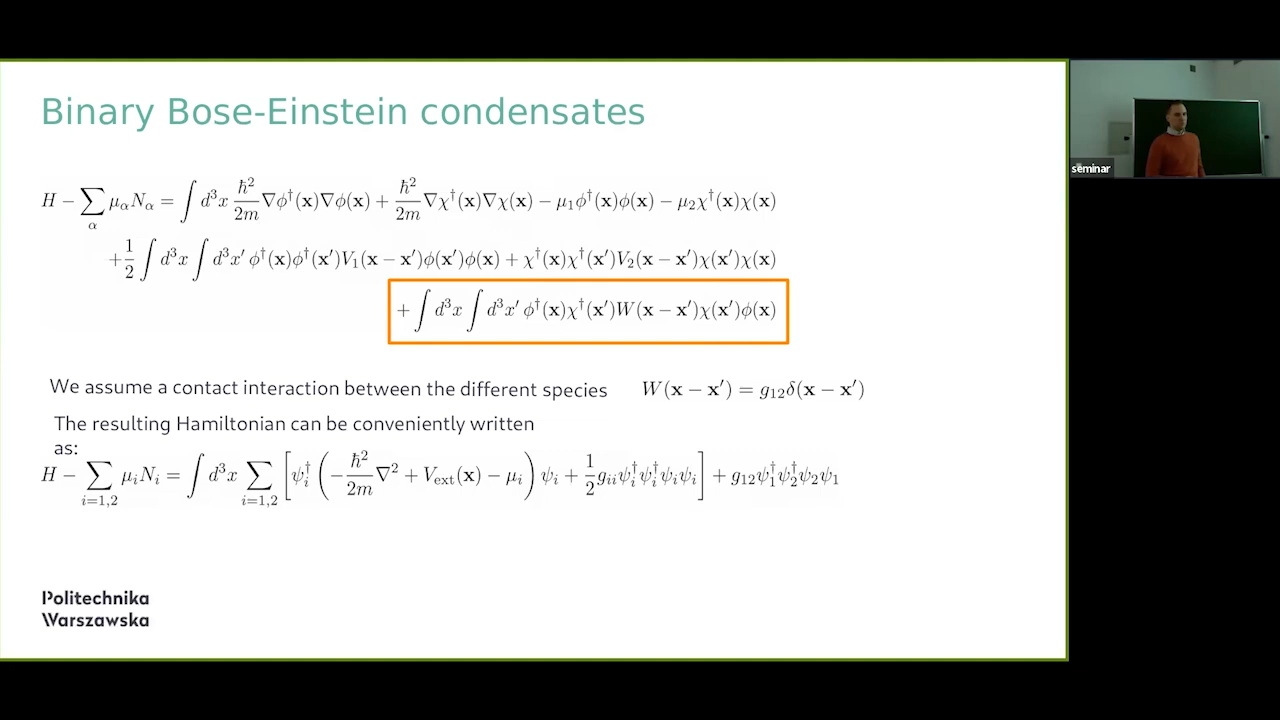 Binary Bose-Einstein condensates
H − ∑_α μ_α N_α = ∫ d³x ħ²/2m ∇ϕ†(x)∇ϕ(x) + ħ²/2m ∇χ†(x)∇χ(x) − μ₁ϕ†(x)ϕ(x) − μ₂χ†(x)χ(x)
+ 1/2 ∫ d³x ∫ d³x′ ϕ†(x)ϕ†(x′)V₁(x − x′)ϕ(x′)ϕ(x) + χ†(x)χ†(x′)V₂(x − x′)χ(x′)χ(x)
+ ∫ d³x ∫ d³x′ ϕ†(x)χ†(x′)W(x − x′)χ(x′)ϕ(x)
We assume a contact interaction between the different species W(x − x′) = g₁₂δ(x − x′)
The resulting Hamiltonian can be conveniently written
as:
H − ∑_{i=1,2} μ_i N_i = ∫ d³x ∑_{i=1,2} [ψ_i† (−ħ²/2m ∇² + V_ext(x) − μ_i) ψ_i + 1/2 g_ii ψ_i†ψ_i†ψ_iψ_i] + g₁₂ψ₁†ψ₂†ψ₂ψ₁
Politechnika
Warszawska
seminar